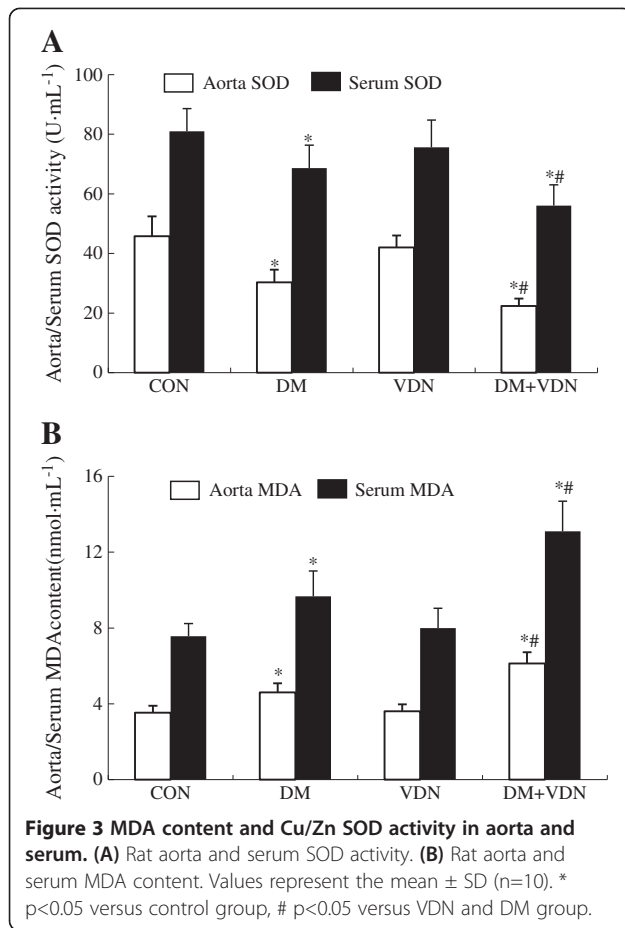 A
Aorta/Serum SOD activity (U·mL⁻¹)
100
80
60
40
20
0
Aorta SOD
Serum SOD
*
*
*#
*#
CON
DM
VDN
DM+VDN
B
Aorta/Serum MDAcontent(nmol·mL⁻¹)
16
12
8
4
0
Aorta MDA
Serum MDA
*
*
*#
*#
CON
DM
VDN
DM+VDN
Figure 3 MDA content and Cu/Zn SOD activity in aorta and
serum. (A) Rat aorta and serum SOD activity. (B) Rat aorta and
serum MDA content. Values represent the mean ± SD (n=10). *
p<0.05 versus control group, # p<0.05 versus VDN and DM group.